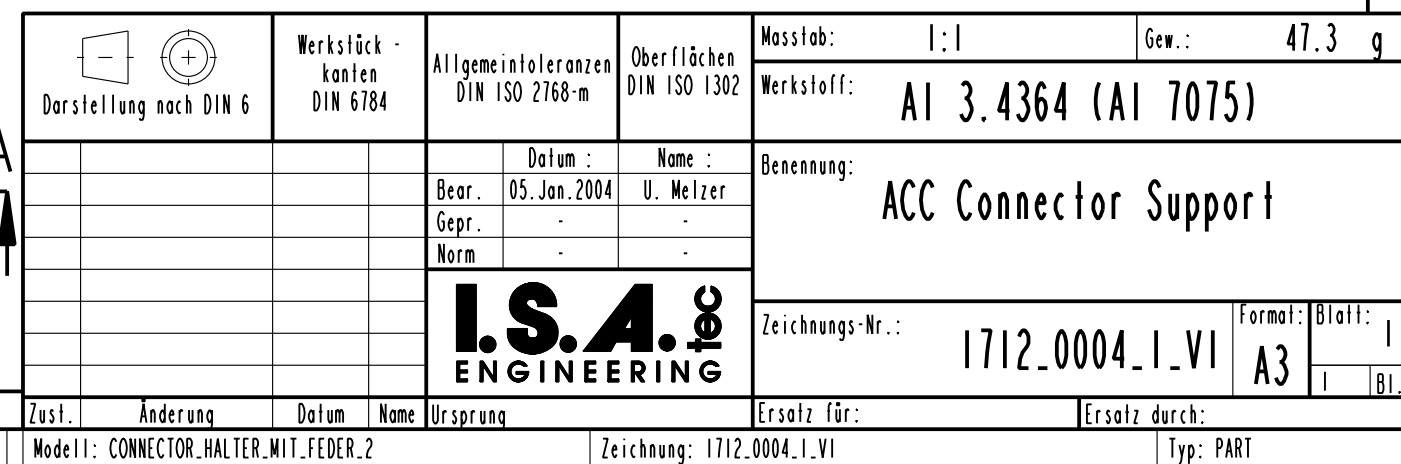 Darstellung nach DIN 6
Werkstück -
kanten
DIN 6784
Allgemeintoleranzen
DIN ISO 2768-m
Oberflächen
DIN ISO 1302
Masstab: 1:1
Gew.: 47.3 g
Werkstoff: Al 3.4364 (Al 7075)
A
Datum : Name :
Bear. 05.Jan.2004 U. Melzer
Gepr. - -
Norm - -
Benennung:
ACC Connector Support
I.S.A. tec
ENGINEERING
Zeichnungs-Nr.: 1712_0004_1_V1
Format: A3
Blatt: 1
1 Bl.
Zust. Änderung Datum Name Ursprung Ersatz für: Ersatz durch:
Modell: CONNECTOR_HALTER_MIT_FEDER_2 Zeichnung: 1712_0004_1_V1 Typ: PART